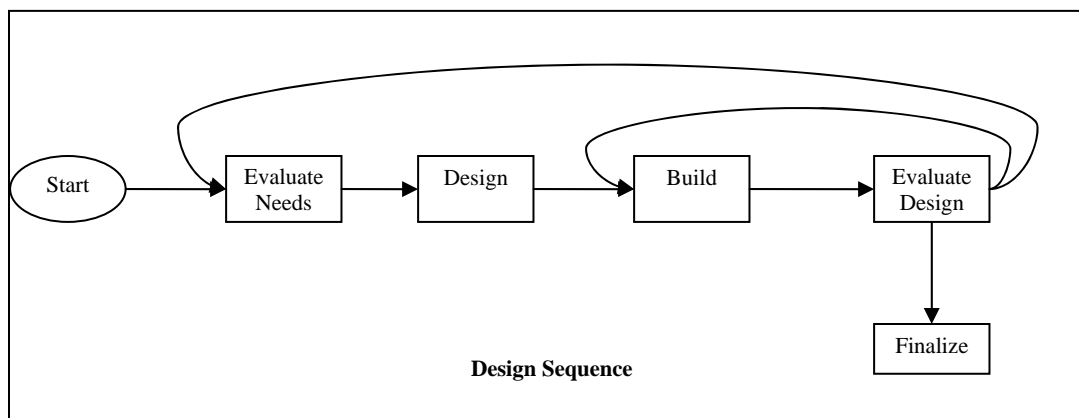 Start
Evaluate
Needs
Design
Build
Evaluate
Design
Finalize
Design Sequence